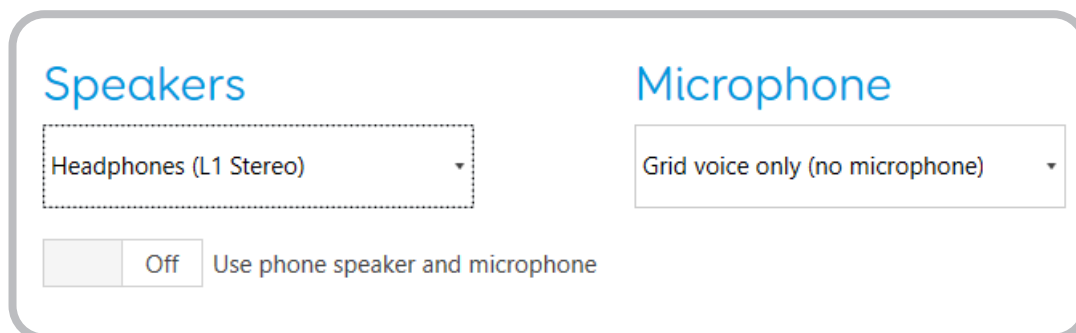 Speakers
Microphone
Headphones (L1 Stereo)
Grid voice only (no microphone)
Off
Use phone speaker and microphone